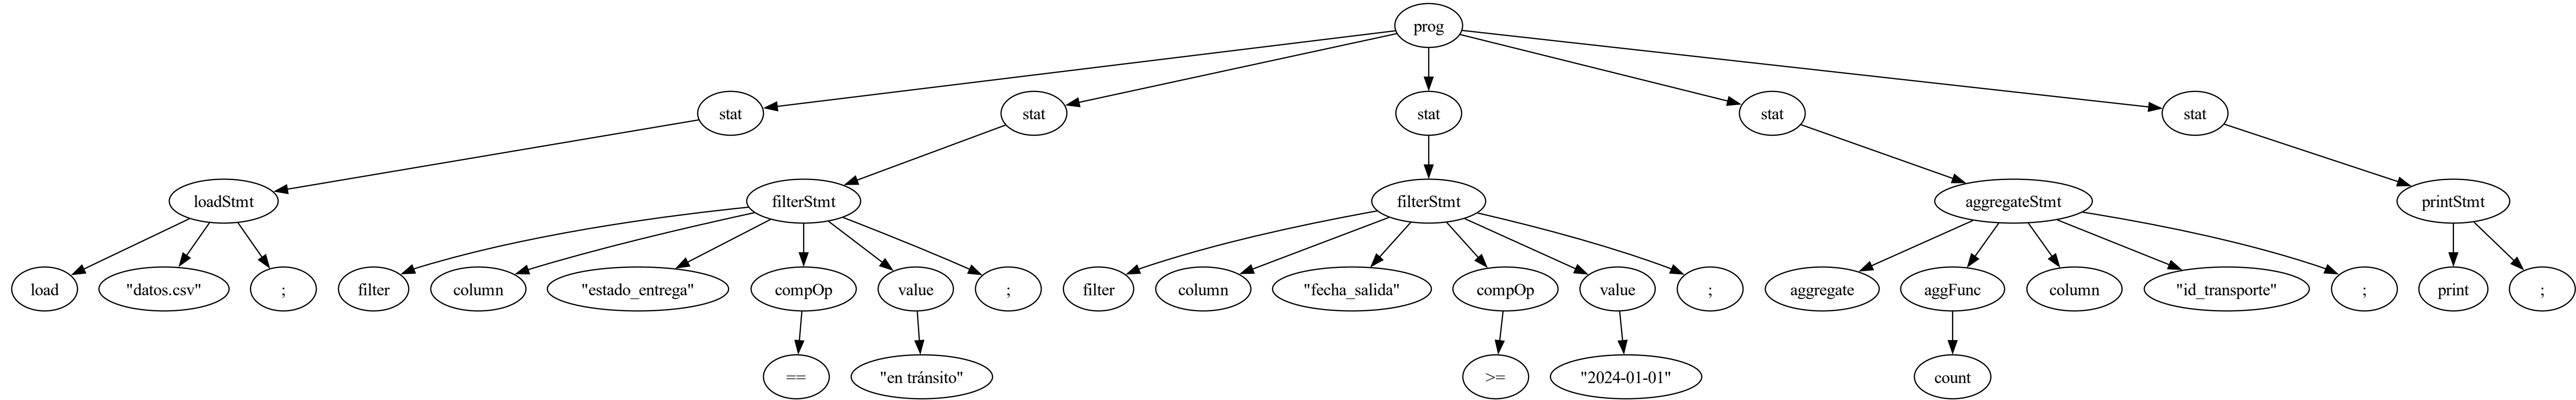 prog
stat stat stat stat stat
loadStmt filterStmt filterStmt aggregateStmt printStmt
load "datos.csv" ; filter column "estado_entrega" compOp value ; filter column "fecha_salida" compOp value ; aggregate aggFunc column "id_transporte" ; print ;
== "en tránsito" >= "2024-01-01" count